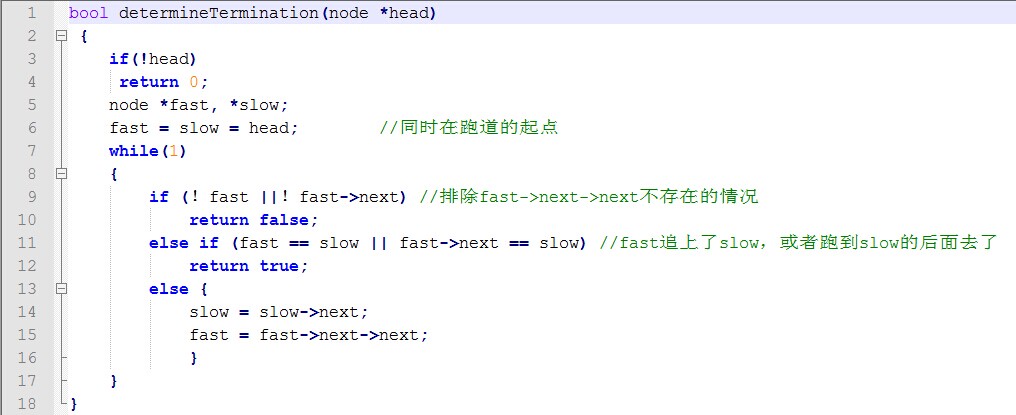 1 bool determineTermination(node *head)
2 {
3 if(!head)
4 return 0;
5 node *fast, *slow;
6 fast = slow = head; //同时在跑道的起点
7 while(1)
8 {
9 if (! fast ||! fast->next) //排除fast->next->next不存在的情况
10 return false;
11 else if (fast == slow || fast->next == slow) //fast追上了slow，或者跑到slow的后面去了
12 return true;
13 else {
14 slow = slow->next;
15 fast = fast->next->next;
16 }
17 }
18 }